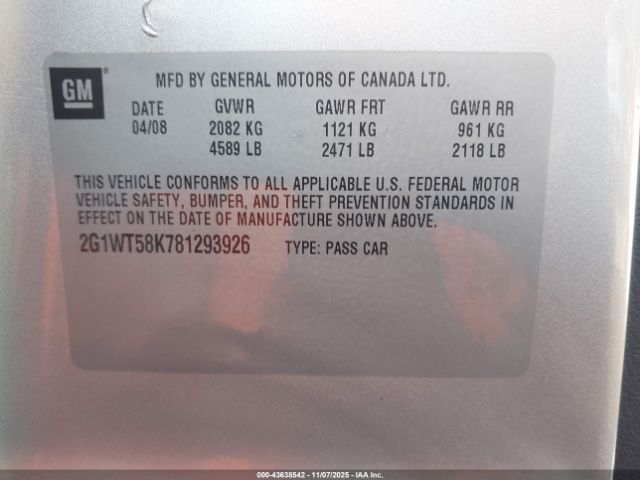 GM
MFD BY GENERAL MOTORS OF CANADA LTD.
DATE GVWR GAWR FRT GAWR RR
04/08 2082 KG 1121 KG 961 KG
4589 LB 2471 LB 2118 LB
THIS VEHICLE CONFORMS TO ALL APPLICABLE U.S. FEDERAL MOTOR
VEHICLE SAFETY, BUMPER, AND THEFT PREVENTION STANDARDS IN
EFFECT ON THE DATE OF MANUFACTURE SHOWN ABOVE.
2G1WT58K781293926 TYPE: PASS CAR
000-43638542 - 11/07/2025 - IAA Inc.